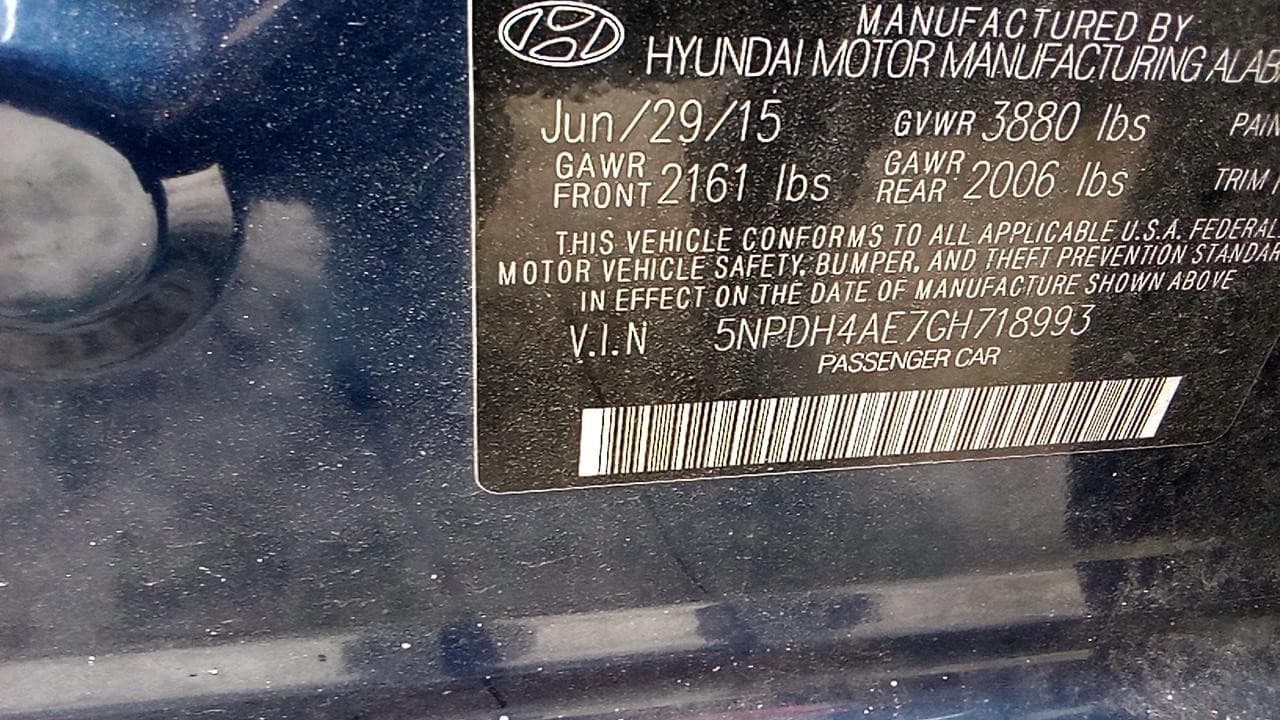 MANUFACTURED BY
HYUNDAI MOTOR MANUFACTURING ALAB
Jun/29/15 GVWR 3880 lbs PAIN
GAWR FRONT 2161 lbs GAWR REAR 2006 lbs TRIM
THIS VEHICLE CONFORMS TO ALL APPLICABLE U.S.A. FEDERAL
MOTOR VEHICLE SAFETY, BUMPER, AND THEFT PREVENTION STANDAR
IN EFFECT ON THE DATE OF MANUFACTURE SHOWN ABOVE
V.I.N 5NPDH4AE7GH718993
PASSENGER CAR